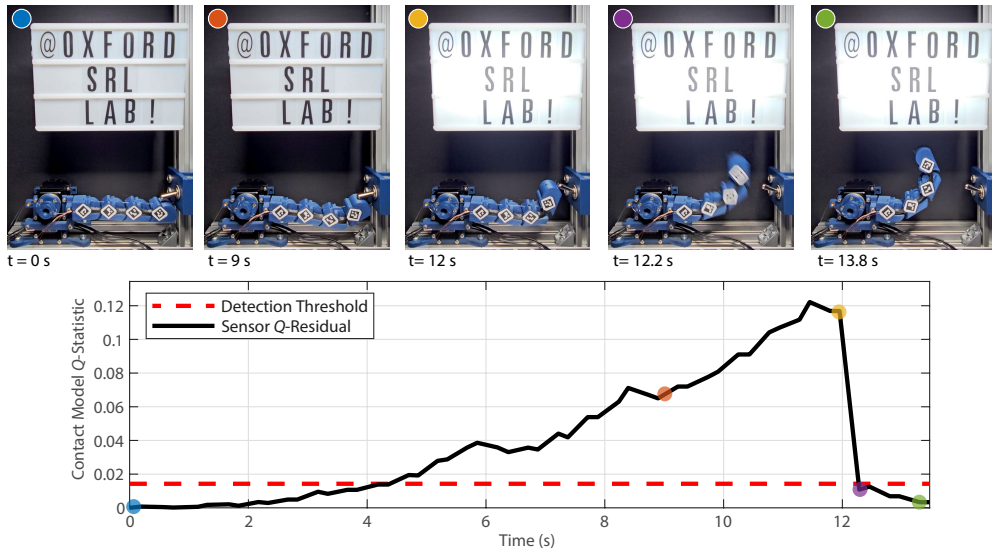 @OXFORD
SRL
LAB!
@OXFORD
SRL
LAB!
@OXFORD
SRL
LAB!
@OXFORD
SRL
LAB!
@OXFORD
SRL
LAB!
t = 0 s
t = 9 s
t = 12 s
t = 12.2 s
t = 13.8 s
Detection Threshold
Sensor Q-Residual
Contact Model Q-Statistic
0.12
0.1
0.08
0.06
0.04
0.02
0
0 2 4 6 8 10 12
Time (s)